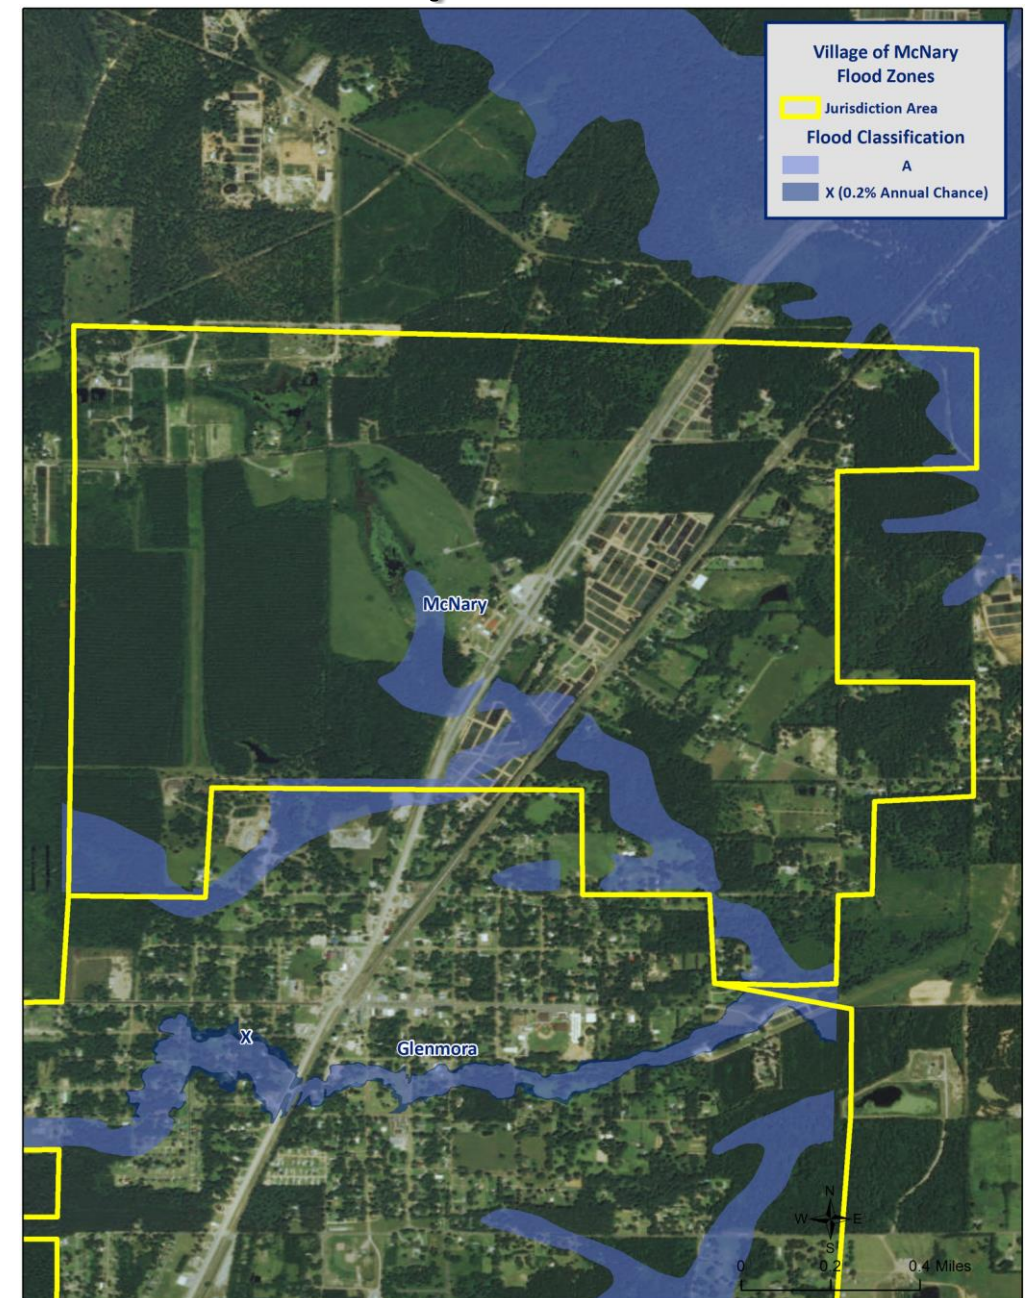 Village of McNary
Flood Zones
Jurisdiction Area
Flood Classification
A
X (0.2% Annual Chance)
McNary
X
Glenmora
N
W E
S
0 0.2 0.4 Miles